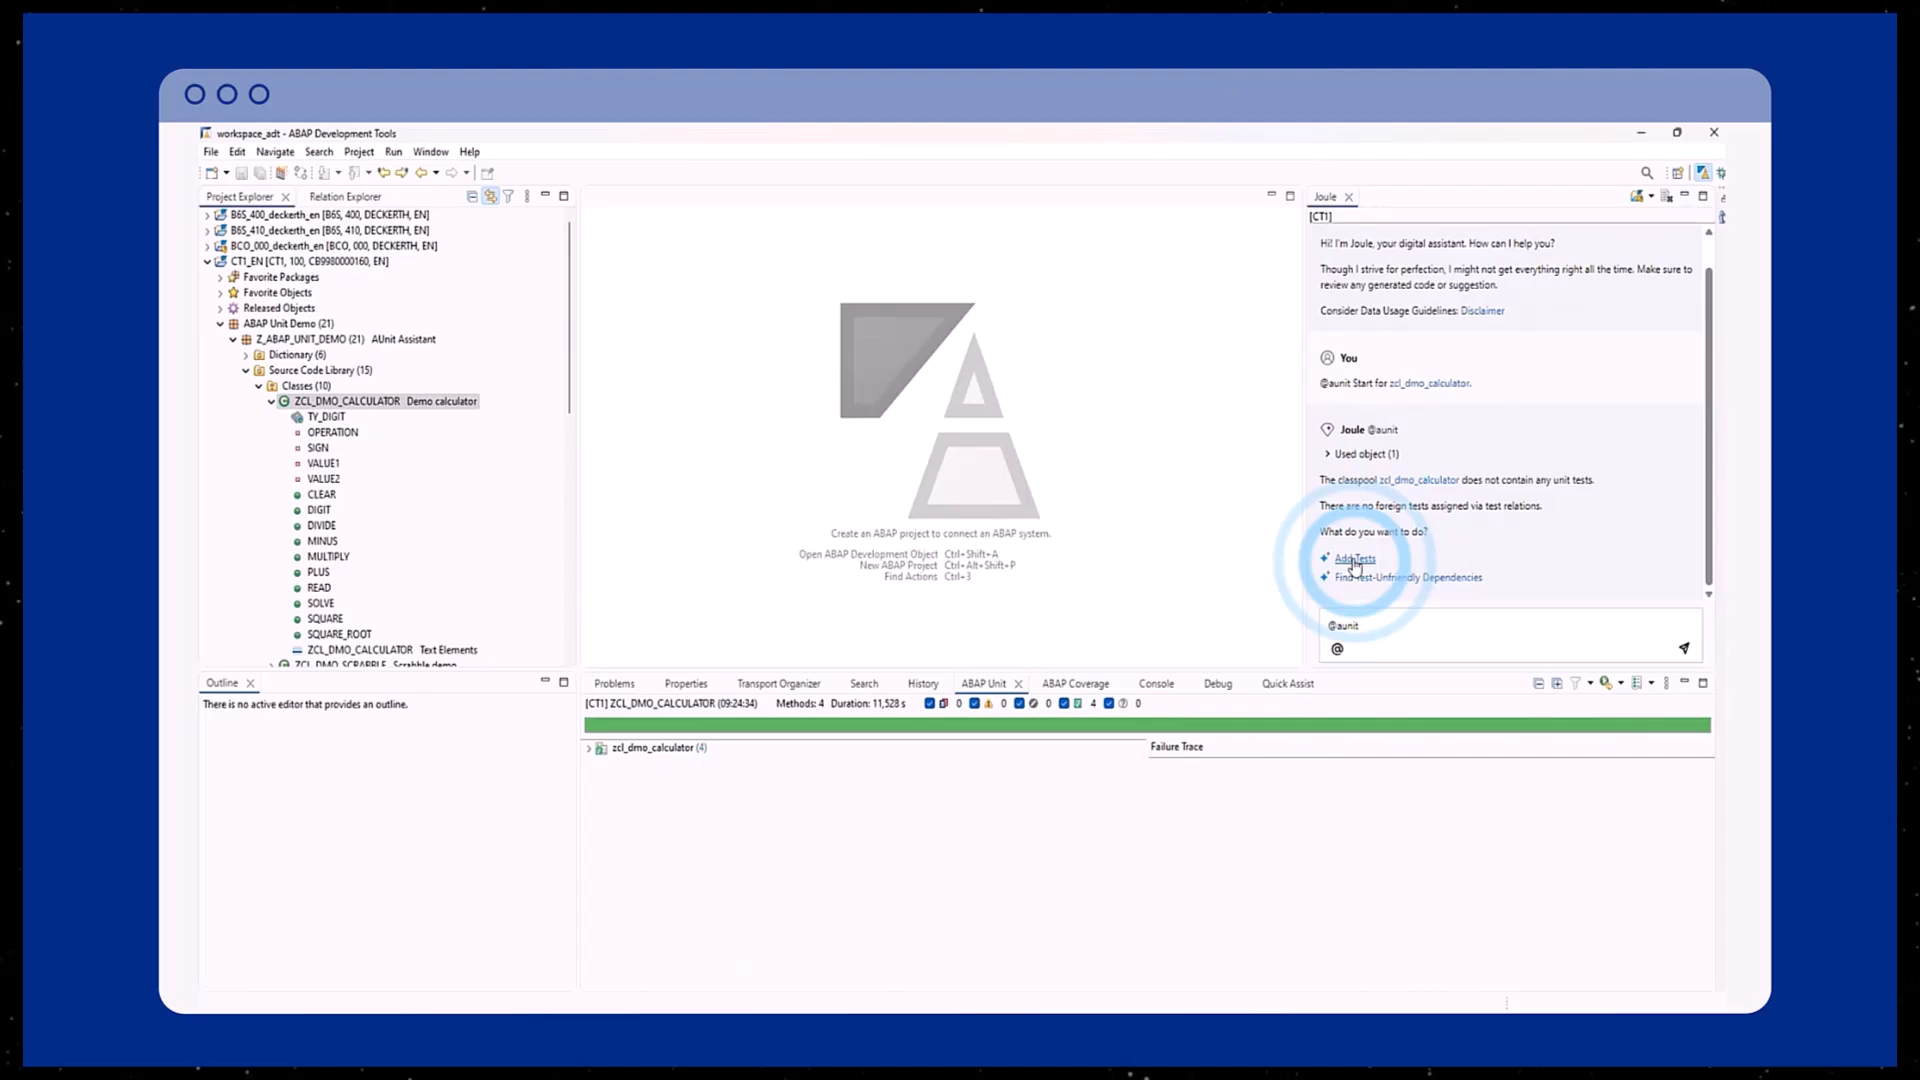 workspace_adt - ABAP Development Tools
File Edit Navigate Search Project Run Window Help
Project Explorer
Relation Explorer
B6S_400_deckerth_en [B6S, 400, DECKERTH, EN]
B6S_410_deckerth_en [B6S, 410, DECKERTH, EN]
BCO_000_deckerth_en [BCO, 000, DECKERTH, EN]
CT1_EN [CT1, 100, CB9980000160, EN]
Favorite Packages
Favorite Objects
Released Objects
ABAP Unit Demo (21)
Z_ABAP_UNIT_DEMO (21) AUnit Assistant
Dictionary (6)
Source Code Library (15)
Classes (10)
ZCL_DMO_CALCULATOR Demo calculator
TY_DIGIT
OPERATION
SIGN
VALUE1
VALUE2
CLEAR
DIGIT
DIVIDE
MINUS
MULTIPLY
PLUS
READ
SOLVE
SQUARE
SQUARE_ROOT
ZCL_DMO_CALCULATOR Text Elements
ZCL_DMO_SCRABBLE Scrabble demo
Create an ABAP project to connect an ABAP system.
Open ABAP Development Object Ctrl+Shift+A
New ABAP Project Ctrl+Alt+Shift+P
Find Actions Ctrl+3
Joule
[CT1]
Hi! I'm Joule, your digital assistant. How can I help you?
Though I strive for perfection, I might not get everything right all the time. Make sure to
review any generated code or suggestion.
Consider Data Usage Guidelines: Disclaimer
You
@aunit Start for zcl_dmo_calculator.
Joule @aunit
Used object (1)
The classpool zcl_dmo_calculator does not contain any unit tests.
There are no foreign tests assigned via test relations.
What do you want to do?
Add Tests
Find Test-Unfriendly Dependencies
@aunit
@
Outline
There is no active editor that provides an outline.
Problems Properties Transport Organizer Search History ABAP Unit ABAP Coverage Console Debug Quick Assist
[CT1] ZCL_DMO_CALCULATOR (09:24:34) Methods: 4 Duration: 11,528 s 0 0 0 4 0
zcl_dmo_calculator (4)
Failure Trace